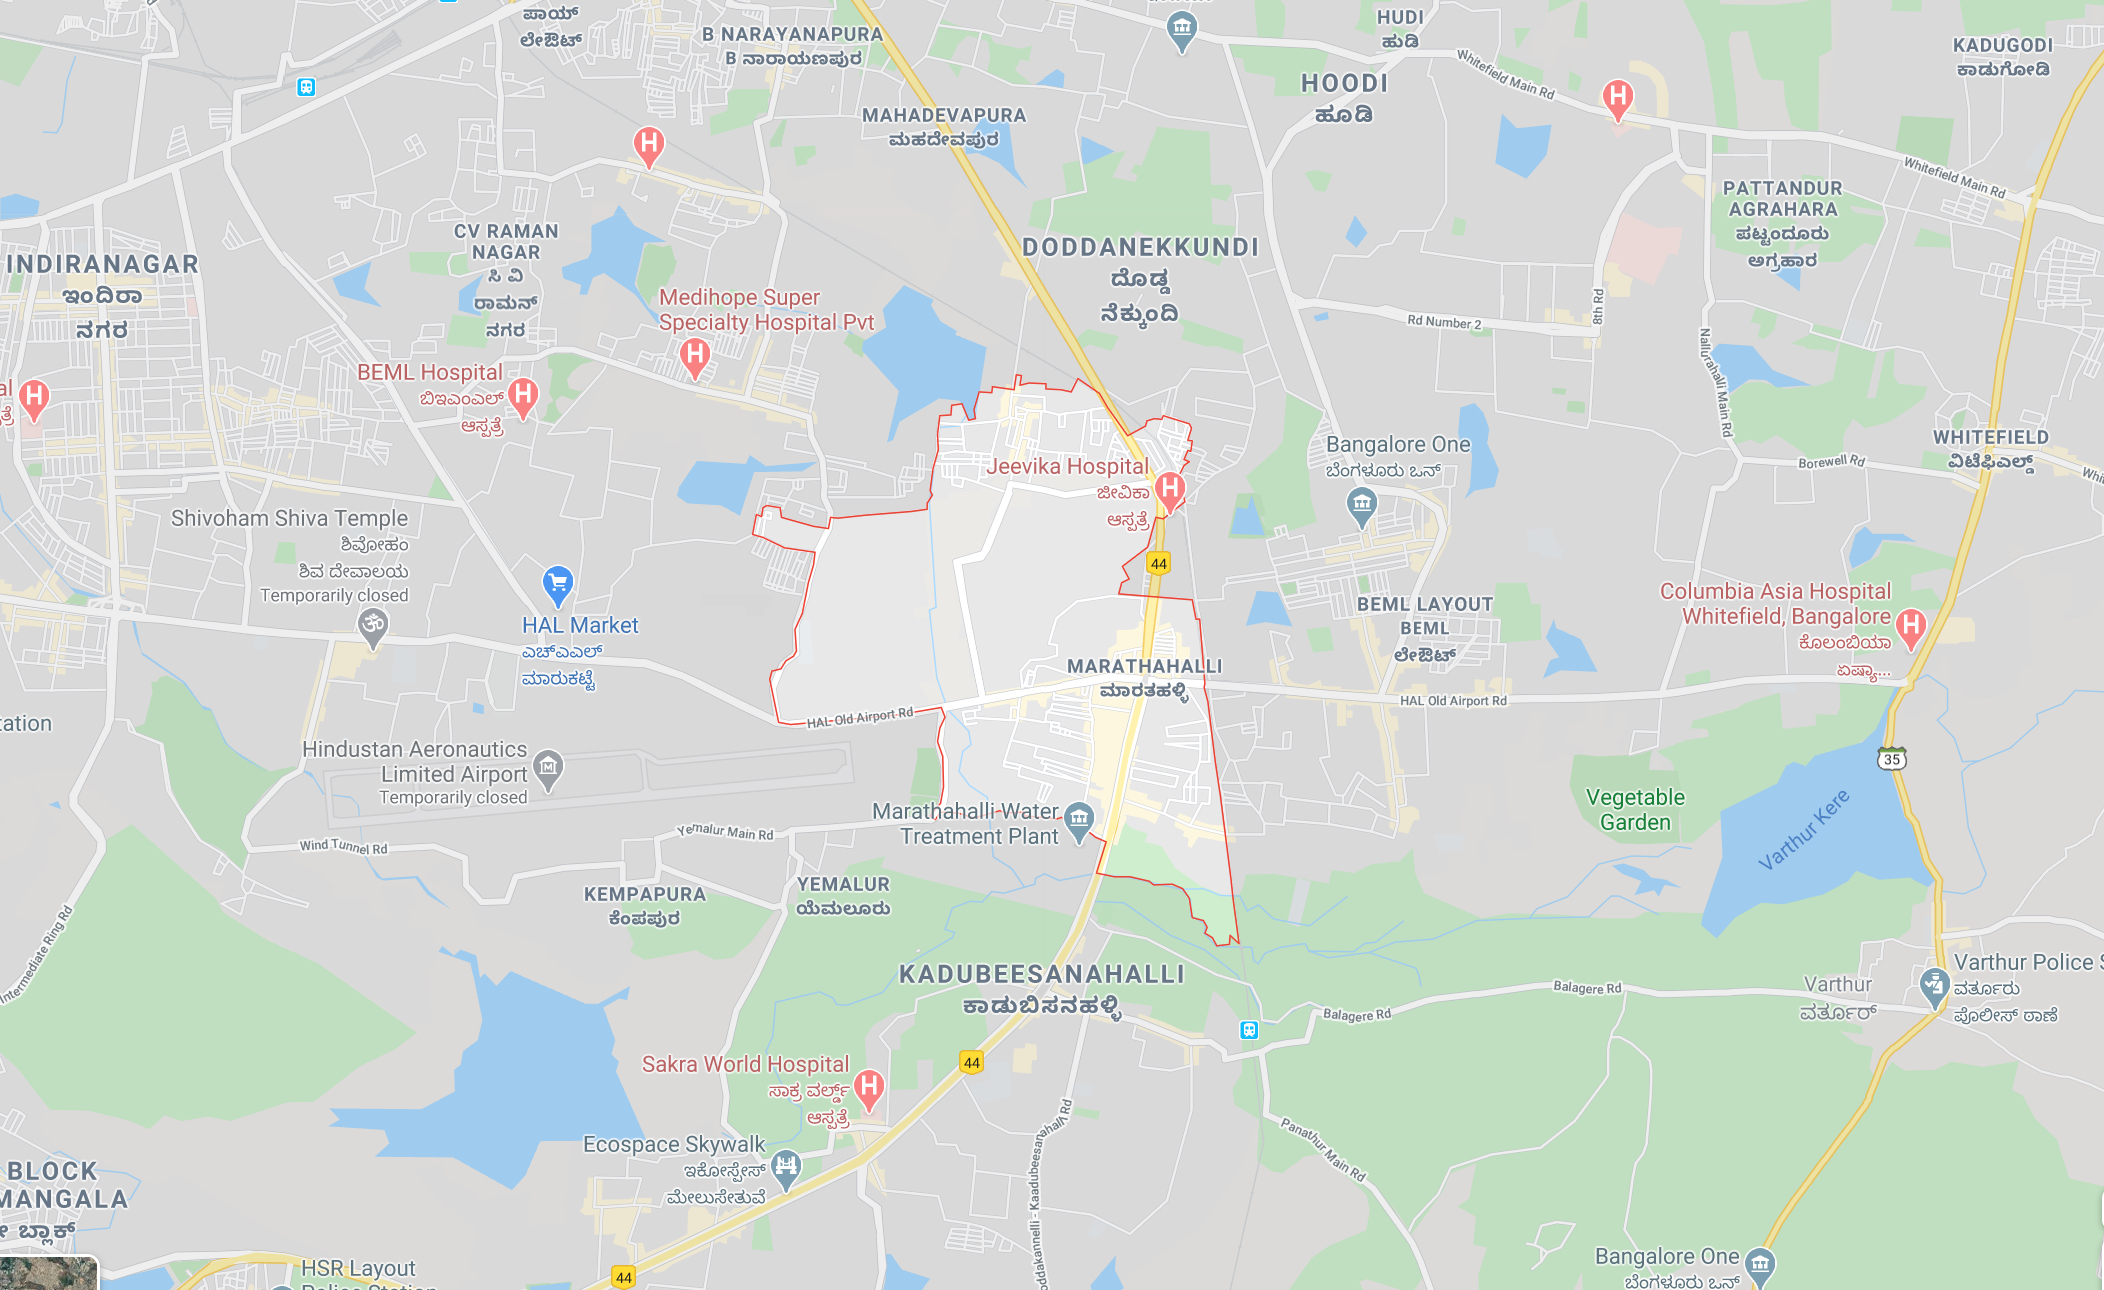 ಪಾಯ್
ಲೇಔಟ್
B NARAYANAPURA
B ನಾರಾಯಣಪುರ
HUDI
ಹುಡಿ
KADUGODI
ಕಾಡುಗೋಡಿ
Whitefield Main Rd
HOODI
ಹೂಡಿ
MAHADEVAPURA
ಮಹದೇವಪುರ
Whitefield Main Rd
PATTANDUR
AGRAHARA
ಪಟ್ಟಂದೂರು
ಅಗ್ರಹಾರ
CV RAMAN
NAGAR
ಸಿ ವಿ
ರಾಮನ್
ನಗರ
INDIRANAGAR
ಇಂದಿರಾ
ನಗರ
DODDANEKKUNDI
ದೊಡ್ಡ
ನೆಕ್ಕುಂದಿ
Medihope Super
Specialty Hospital Pvt
Rd Number 2
8th Rd
Nallurahalli Main Rd
BEML Hospital
ಬಿಇಎಂಎಲ್
ಆಸ್ಪತ್ರೆ
al
ತ್ರೆ
Bangalore One
ಬೆಂಗಳೂರು ಒನ್
WHITEFIELD
ವಿಟೆಫಿಎಲ್ಡ್
Borewell Rd
Whi
Jeevika Hospital
ಜೀವಿಕಾ
ಆಸ್ಪತ್ರೆ
Shivoham Shiva Temple
ಶಿವೋಹಂ
ಶಿವ ದೇವಾಲಯ
Temporarily closed
44
HAL Market
ಎಚ್ಎಎಲ್
ಮಾರುಕಟ್ಟೆ
BEML LAYOUT
BEML
ಲೇಔಟ್
Columbia Asia Hospital
Whitefield, Bangalore
ಕೊಲಂಬಿಯಾ
ಏಷ್ಯಾ...
MARATHAHALLI
ಮಾರತಹಳ್ಳಿ
HAL Old Airport Rd
HAL Old Airport Rd
tation
Hindustan Aeronautics
Limited Airport
Temporarily closed
35
Vegetable
Garden
Varthur Kere
Marathahalli Water
Treatment Plant
Yemalur Main Rd
Wind Tunnel Rd
KEMPAPURA
ಕೆಂಪಪುರ
YEMALUR
ಯೆಮಲೂರು
Intermediate Ring Rd
KADUBEESANAHALLI
ಕಾಡುಬಿಸನಹಳ್ಳಿ
Balagere Rd
Balagere Rd
Varthur
ವರ್ತೂರ್
Varthur Police S
ವರ್ತೂರು
ಪೊಲೀಸ್ ಠಾಣೆ
44
Sakra World Hospital
ಸಾಕ್ರ ವರ್ಲ್ಡ್
ಆಸ್ಪತ್ರೆ
Panathur Main Rd
oddakannelli - Kaadubeesanahalli Rd
Ecospace Skywalk
ಇಕೋಸ್ಪೇಸ್
ಮೇಲುಸೇತುವೆ
BLOCK
MANGALA
ಬ್ಲಾಕ್
HSR Layout
Police Station
44
Bangalore One
ಬೆಂಗಳೂರು ಒನ್